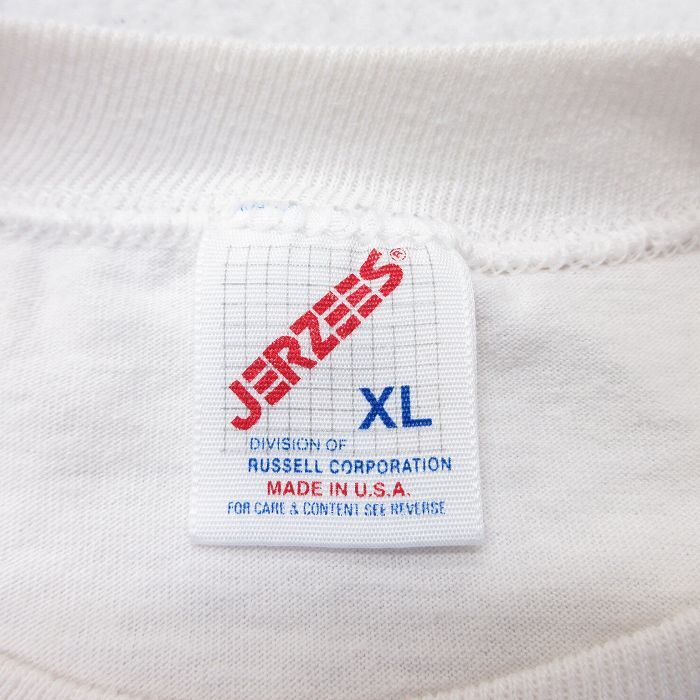 JERZEES®
XL
DIVISION OF
RUSSELL CORPORATION
MADE IN U.S.A.
FOR CARE & CONTENT SEE REVERSE